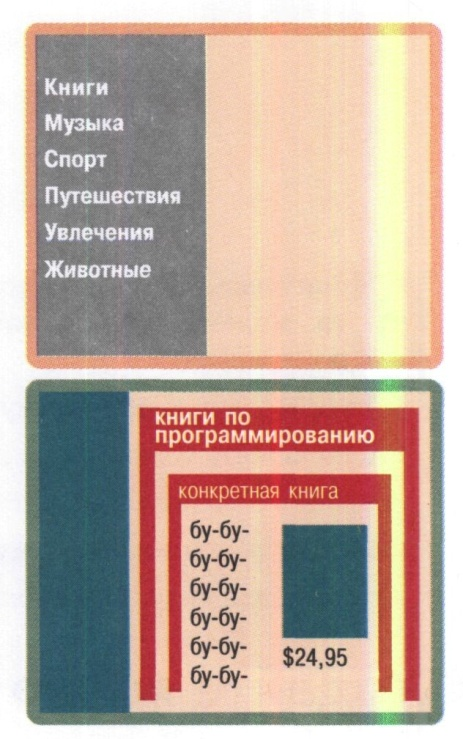 Книги
Музыка
Спорт
Путешествия
Увлечения
Животные
книги по
программированию
конкретная книга
бу-бу-
бу-бу-
бу-бу-
бу-бу-
бу-бу-
бу-бу-
$24,95